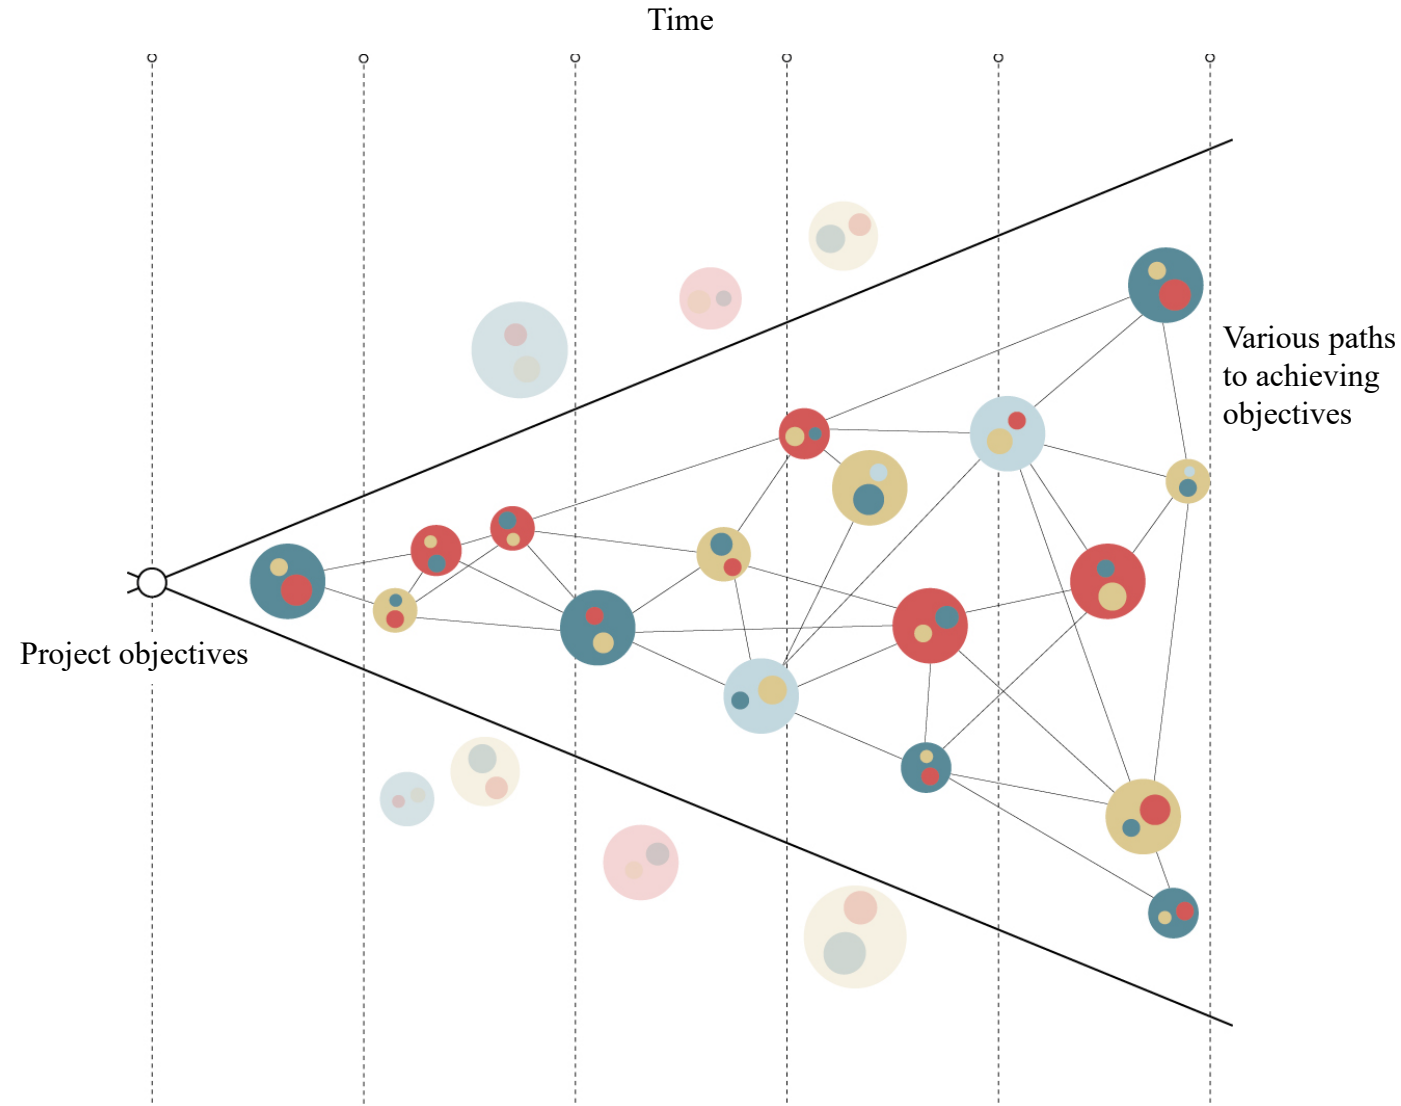 Time
Various paths
to achieving
objectives
Project objectives